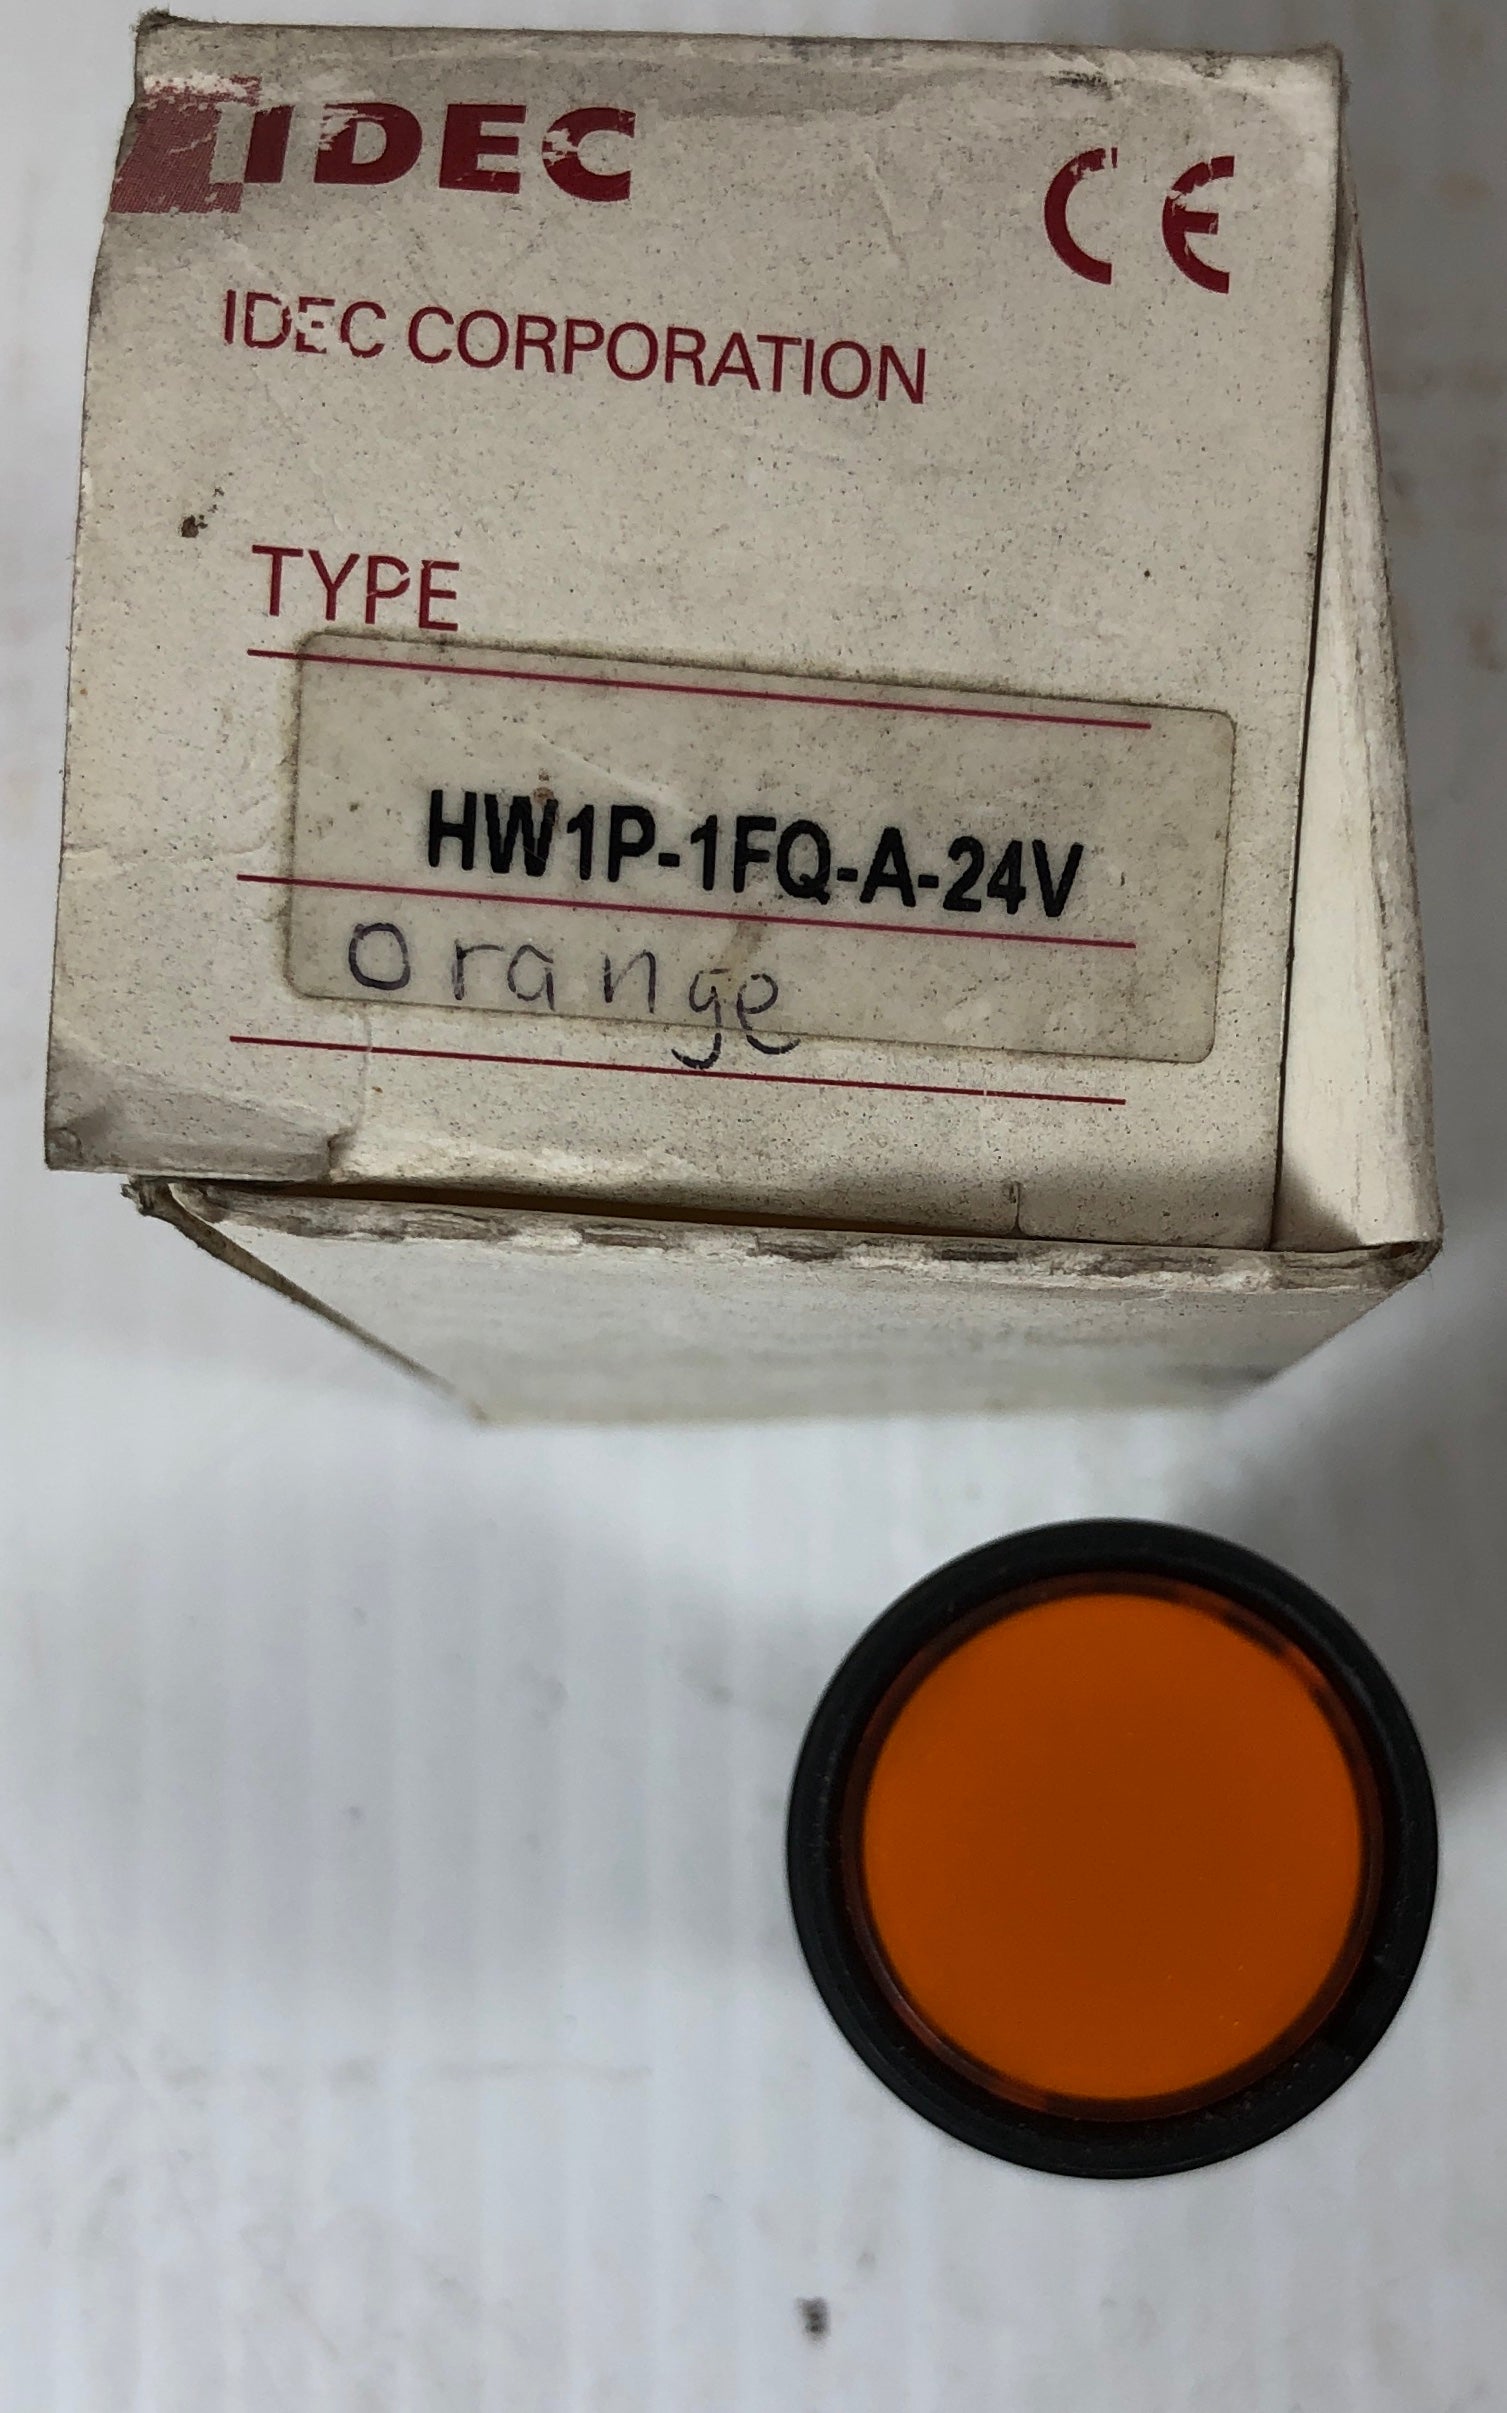 IDEC
CE
IDEC CORPORATION
TYPE
HW1P-1FQ-A-24V
orange